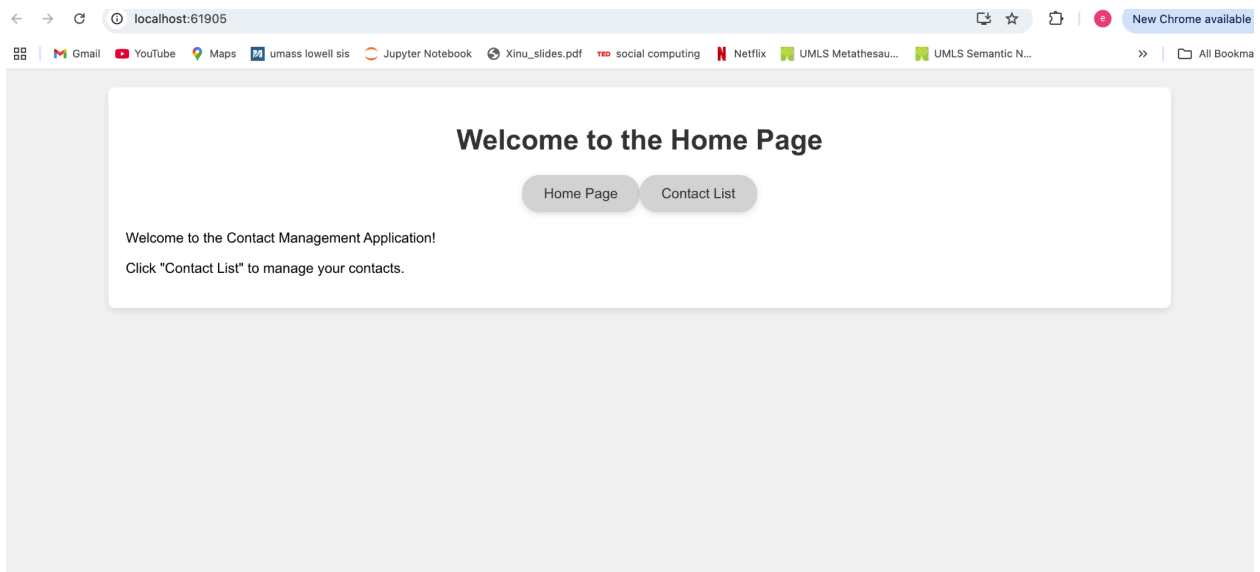 localhost:61905
e
New Chrome available
Gmail YouTube Maps umass lowell sis Jupyter Notebook Xinu_slides.pdf TED social computing Netflix UMLS Metathesau... UMLS Semantic N... » All Bookma
Welcome to the Home Page
Home Page Contact List
Welcome to the Contact Management Application!
Click "Contact List" to manage your contacts.